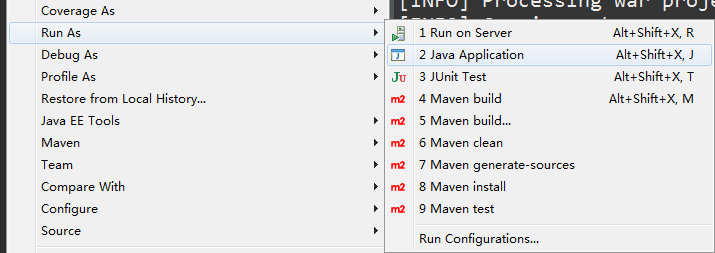 [INFO] Processing war proje
Coverage As
Run As
Debug As
Profile As
Restore from Local History...
Java EE Tools
Maven
Team
Compare With
Configure
Source
1 Run on Server Alt+Shift+X, R
2 Java Application Alt+Shift+X, J
JU 3 JUnit Test Alt+Shift+X, T
m2 4 Maven build Alt+Shift+X, M
m2 5 Maven build...
m2 6 Maven clean
m2 7 Maven generate-sources
m2 8 Maven install
m2 9 Maven test
Run Configurations...